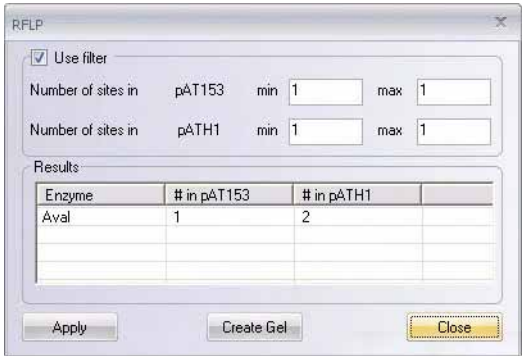 RFLP
Use filter
Number of sites in pAT153 min 1 max 1
Number of sites in pATH1 min 1 max 1
Results
Enzyme # in pAT153 # in pATH1
AvaI 1 2
Apply Create Gel Close